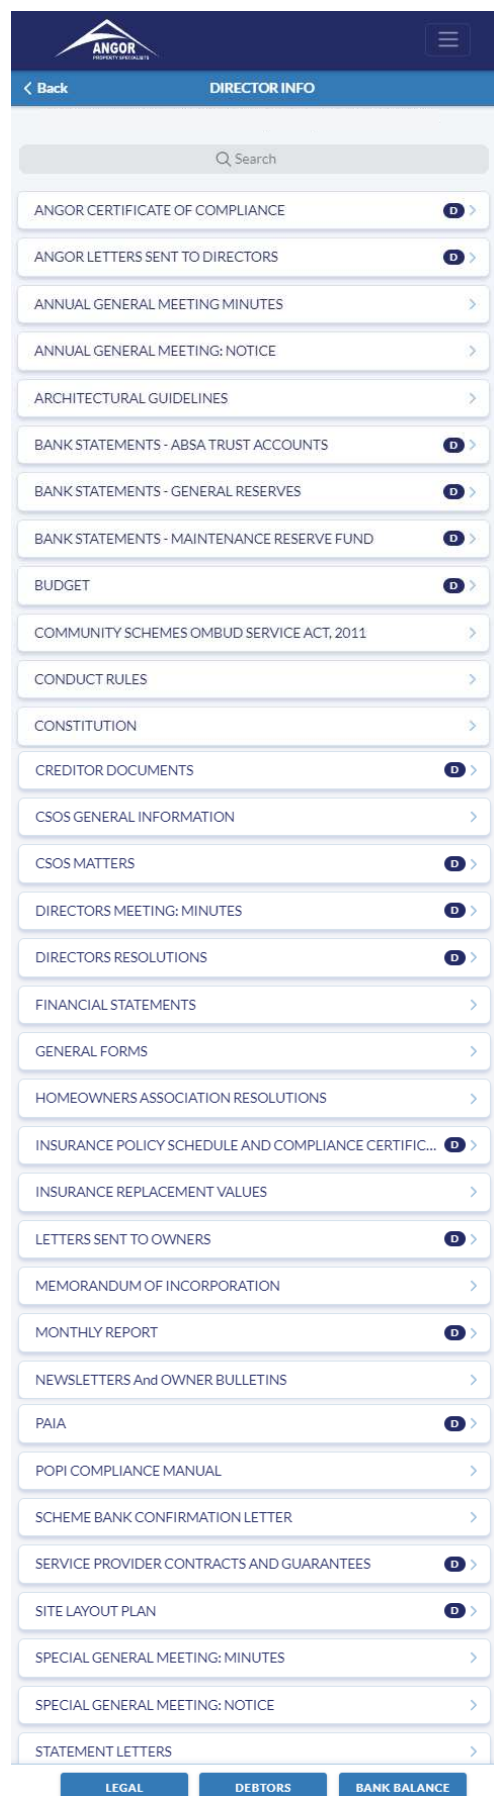 ANGOR
PROPERTY SPECIALISTS
Back
DIRECTOR INFO
Search
ANGOR CERTIFICATE OF COMPLIANCE D
ANGOR LETTERS SENT TO DIRECTORS D
ANNUAL GENERAL MEETING MINUTES
ANNUAL GENERAL MEETING: NOTICE
ARCHITECTURAL GUIDELINES
BANK STATEMENTS - ABSA TRUST ACCOUNTS D
BANK STATEMENTS - GENERAL RESERVES D
BANK STATEMENTS - MAINTENANCE RESERVE FUND D
BUDGET D
COMMUNITY SCHEMES OMBUD SERVICE ACT, 2011
CONDUCT RULES
CONSTITUTION
CREDITOR DOCUMENTS D
CSOS GENERAL INFORMATION
CSOS MATTERS D
DIRECTORS MEETING: MINUTES D
DIRECTORS RESOLUTIONS D
FINANCIAL STATEMENTS
GENERAL FORMS
HOMEOWNERS ASSOCIATION RESOLUTIONS
INSURANCE POLICY SCHEDULE AND COMPLIANCE CERTIFIC... D
INSURANCE REPLACEMENT VALUES
LETTERS SENT TO OWNERS D
MEMORANDUM OF INCORPORATION
MONTHLY REPORT D
NEWSLETTERS And OWNER BULLETINS
PAIA D
POPI COMPLIANCE MANUAL
SCHEME BANK CONFIRMATION LETTER
SERVICE PROVIDER CONTRACTS AND GUARANTEES D
SITE LAYOUT PLAN D
SPECIAL GENERAL MEETING: MINUTES
SPECIAL GENERAL MEETING: NOTICE
STATEMENT LETTERS
LEGAL DEBTORS BANK BALANCE